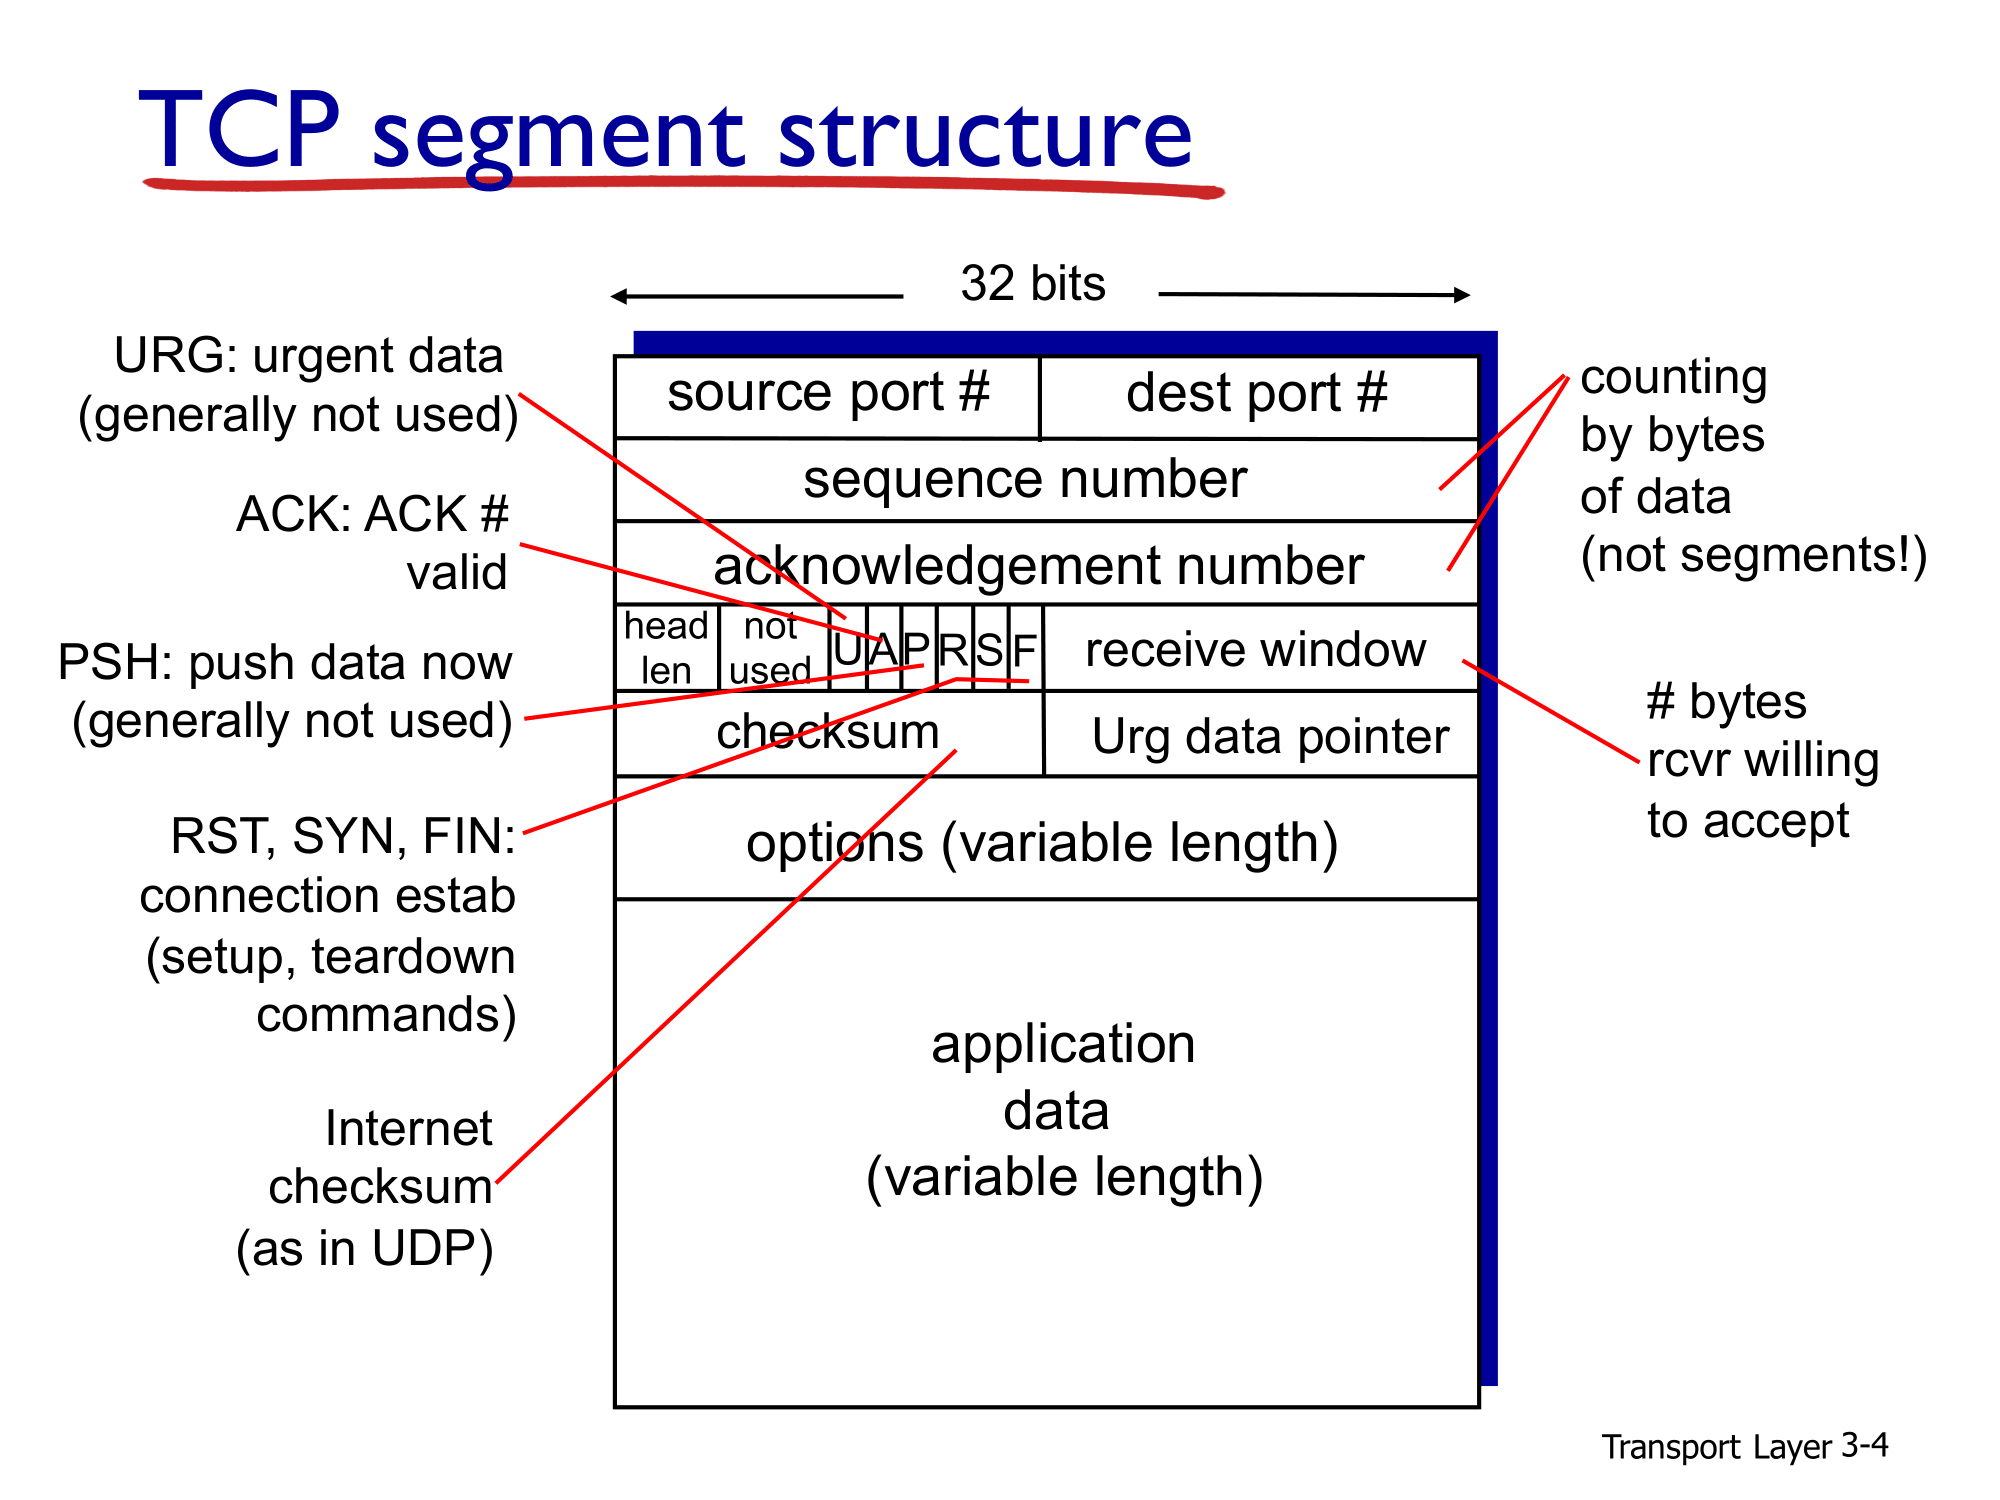 TCP segment structure
32 bits
URG: urgent data
(generally not used)
ACK: ACK #
valid
PSH: push data now
(generally not used)
RST, SYN, FIN:
connection estab
(setup, teardown
commands)
Internet
checksum
(as in UDP)
source port #
dest port #
sequence number
acknowledgement number
head
len
not
used
U
A
P
R
S
F
receive window
checksum
Urg data pointer
options (variable length)
application
data
(variable length)
counting
by bytes
of data
(not segments!)
# bytes
rcvr willing
to accept
Transport Layer 3-4